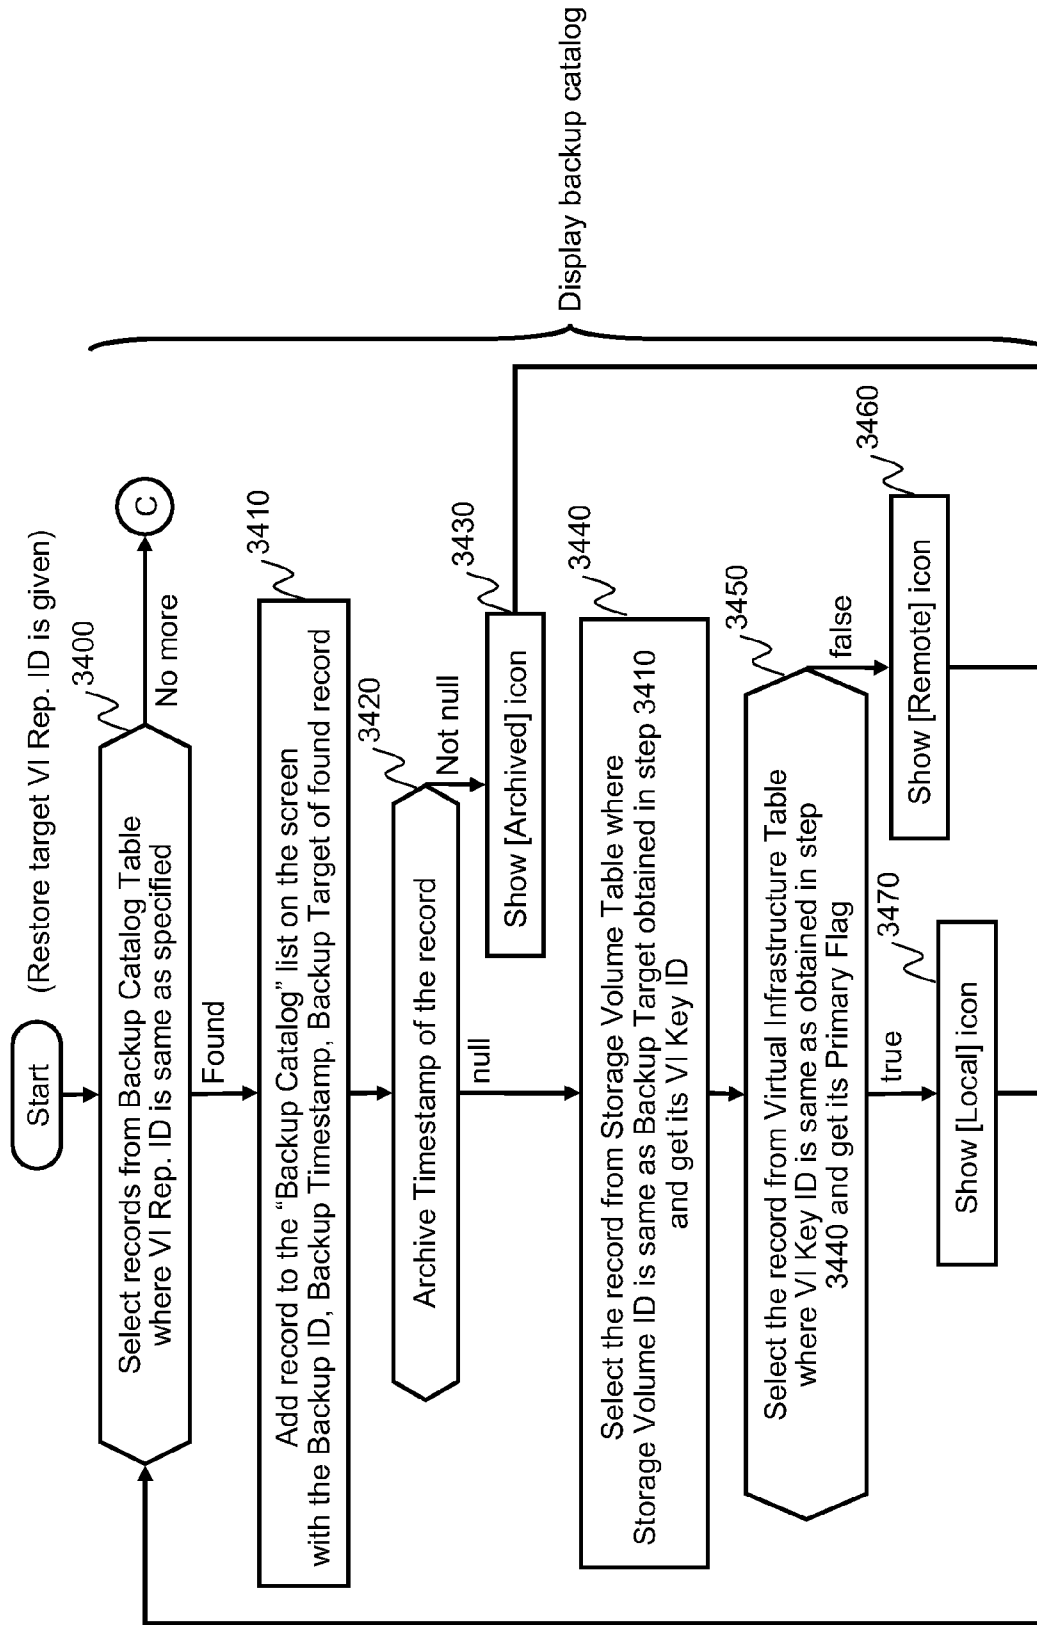 Start
(Restore target VI Rep. ID is given)
3400
Select records from Backup Catalog Table
where VI Rep. ID is same as specified
No more
C
Found
3410
Add record to the “Backup Catalog” list on the screen
with the Backup ID, Backup Timestamp, Backup Target of found record
3420
Archive Timestamp of the record
Not null
3430
Show [Archived] icon
null
3440
Select the record from Storage Volume Table where
Storage Volume ID is same as Backup Target obtained in step 3410
and get its VI Key ID
3450
Select the record from Virtual Infrastructure Table
where VI Key ID is same as obtained in step
3440 and get its Primary Flag
false
3460
Show [Remote] icon
true
3470
Show [Local] icon
Display backup catalog